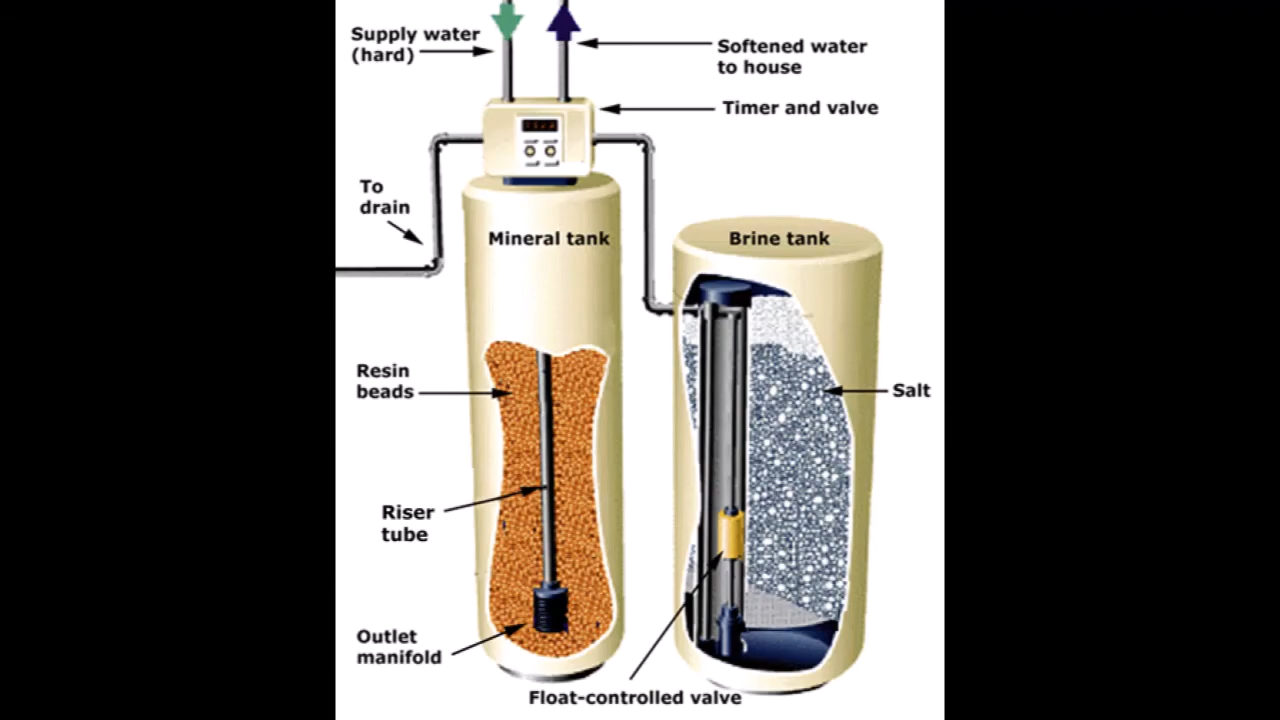 Supply water
(hard)
Softened water
to house
Timer and valve
To
drain
Mineral tank
Brine tank
Resin
beads
Salt
Riser
tube
Outlet
manifold
Float-controlled valve